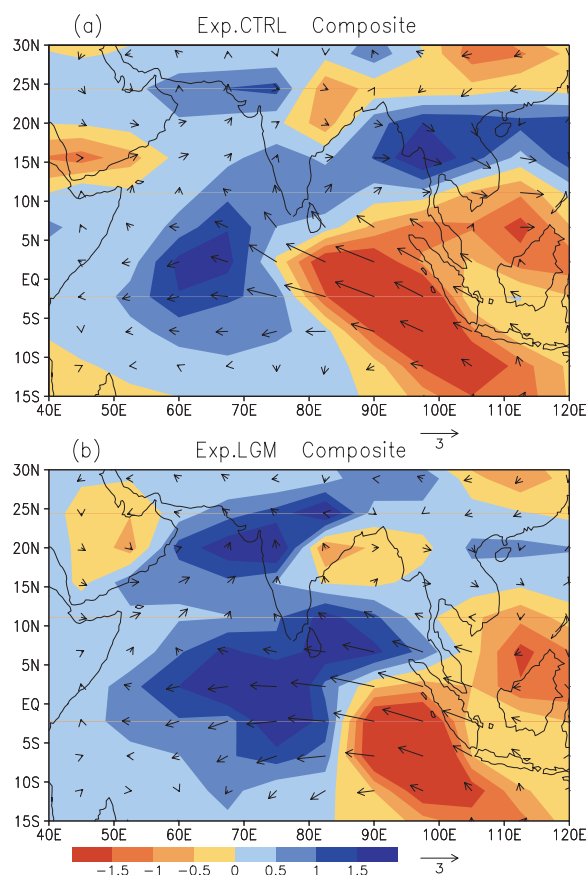 (a) Exp.CTRL Composite
30N
25N
20N
15N
10N
5N
EQ
5S
10S
15S
40E 50E 60E 70E 80E 90E 100E 110E 120E
3
(b) Exp.LGM Composite
30N
25N
20N
15N
10N
5N
EQ
5S
10S
15S
40E 50E 60E 70E 80E 90E 100E 110E 120E
-1.5 -1 -0.5 0 0.5 1 1.5
3